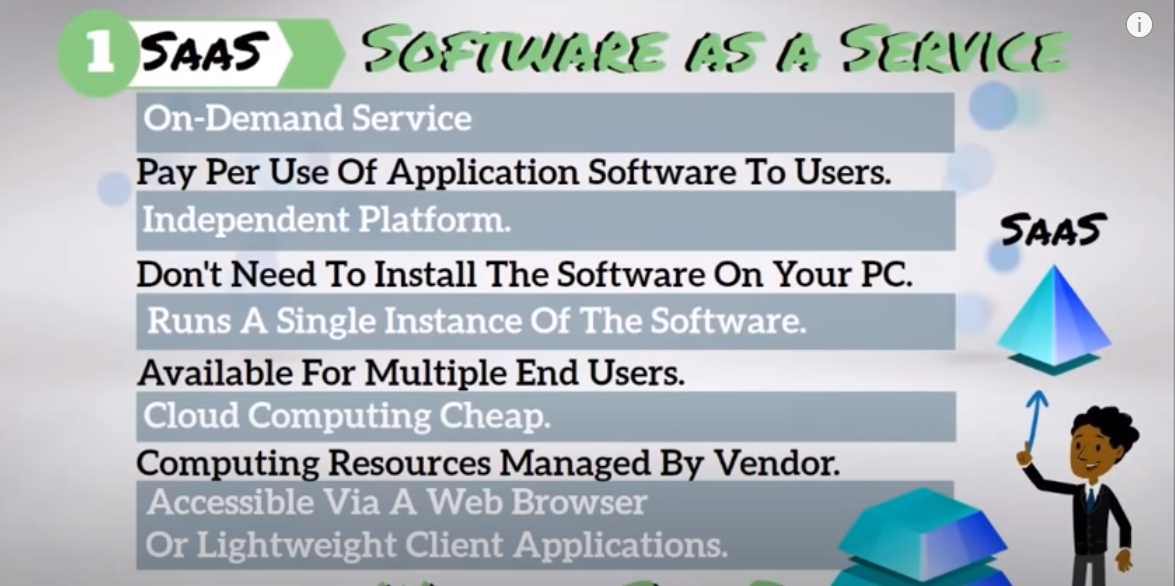 1 SAAS SOFTWARE AS A SERVICE
On-Demand Service
Pay Per Use Of Application Software To Users.
Independent Platform.
SAAS
Don't Need To Install The Software On Your PC.
Runs A Single Instance Of The Software.
Available For Multiple End Users.
Cloud Computing Cheap.
Computing Resources Managed By Vendor.
Accessible Via A Web Browser
Or Lightweight Client Applications.